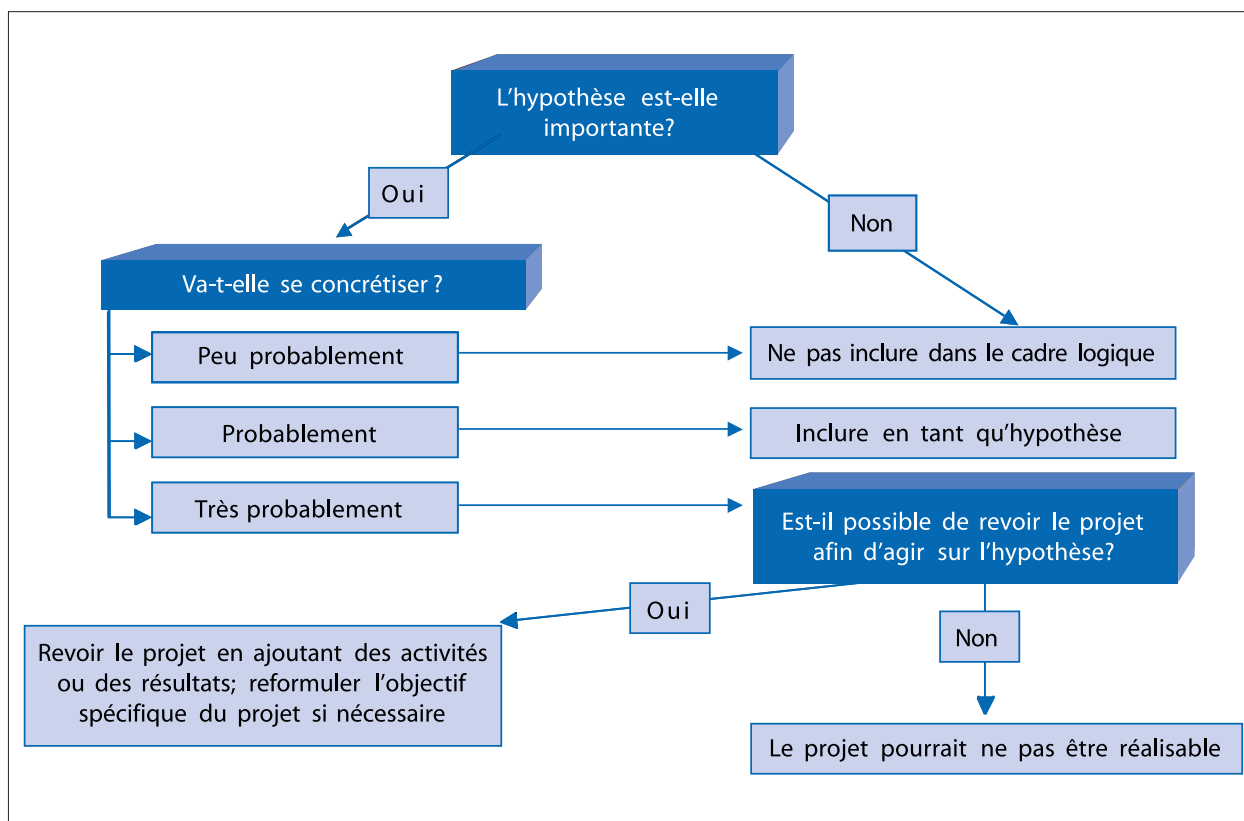 L'hypothèse est-elle
importante?
Oui
Non
Va-t-elle se concrétiser ?
Peu probablement
Ne pas inclure dans le cadre logique
Probablement
Inclure en tant qu'hypothèse
Très probablement
Est-il possible de revoir le projet
afin d'agir sur l'hypothèse?
Oui
Non
Revoir le projet en ajoutant des activités
ou des résultats; reformuler l'objectif
spécifique du projet si nécessaire
Le projet pourrait ne pas être réalisable